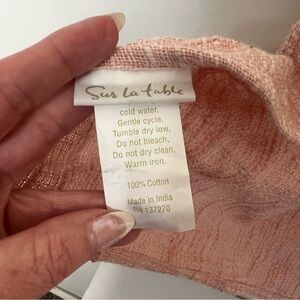 Sur la table
cold water,
Gentle cycle,
Tumble dry low,
Do not bleach,
Do not dry clean,
Warm iron.
100% Cotton
Made in India
RN 137270